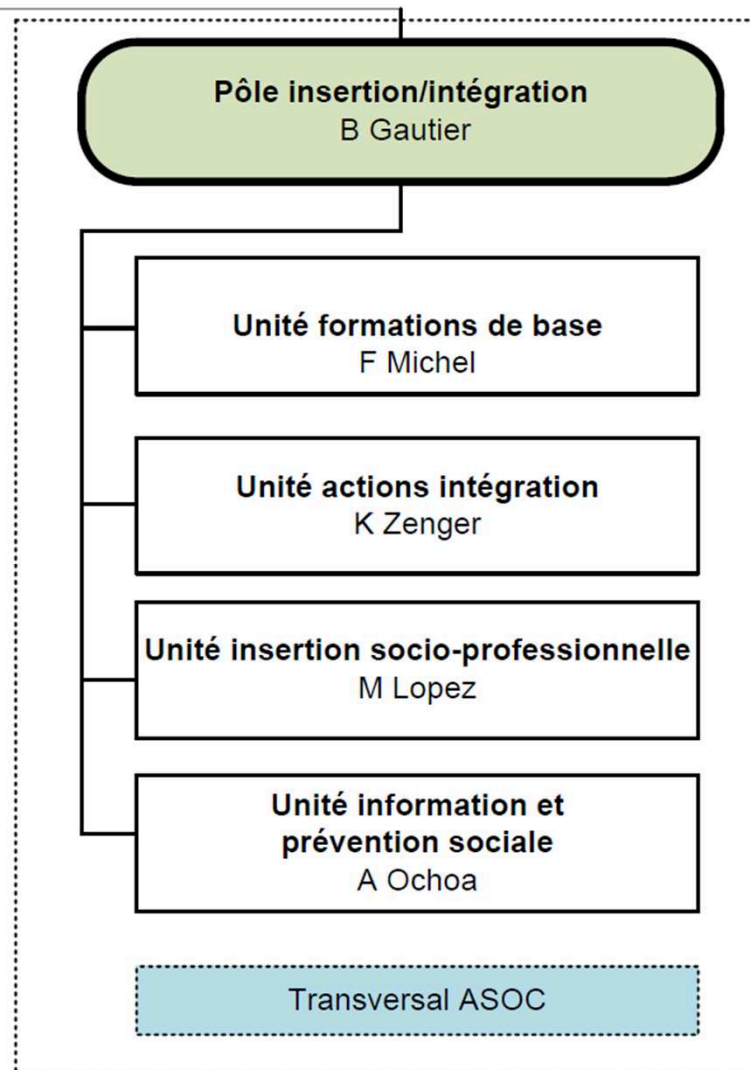 Pôle insertion/intégration
B Gautier
Unité formations de base
F Michel
Unité actions intégration
K Zenger
Unité insertion socio-professionnelle
M Lopez
Unité information et
prévention sociale
A Ochoa
Transversal ASOC